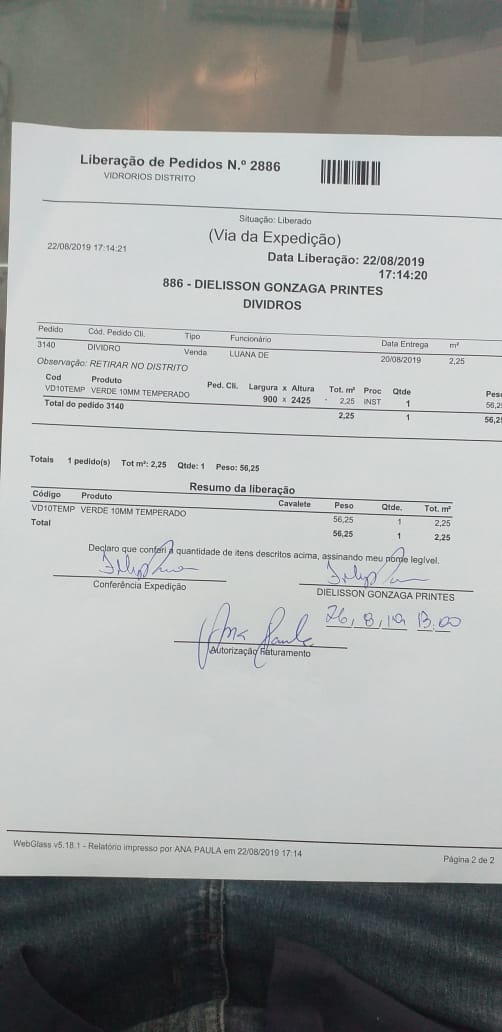 Liberação de Pedidos N.º 2886
VIDRORIOS DISTRITO
Situação: Liberado
(Via da Expedição)
22/08/2019 17:14:21
Data Liberação: 22/08/2019
17:14:20
886 - DIELISSON GONZAGA PRINTES
DIVIDROS
Pedido Cód. Pedido Cli. Tipo Funcionário Data Entrega m²
3140 DIVIDRO Venda LUANA DE 20/08/2019 2,25
Observação: RETIRAR NO DISTRITO
Cod Produto Ped. Cli. Largura x Altura Tot. m² Proc Qtde
VD10TEMP VERDE 10MM TEMPERADO 900 x 2425 2,25 INST 1
Total do pedido 3140 2,25 1
Totais 1 pedido(s) Tot m²: 2,25 Qtde: 1 Peso: 56,25
Resumo da liberação
Código Produto Cavalete Peso Qtde. Tot. m²
VD10TEMP VERDE 10MM TEMPERADO 56,25 1 2,25
Total 56,25 1 2,25
Declaro que conferi a quantidade de itens descritos acima, assinando meu nome legível.
Conferência Expedição
DIELISSON GONZAGA PRINTES
26, 8, 19 13:00
Ana Paula
Autorização Faturamento
WebGlass v5.18.1 - Relatório impresso por ANA PAULA em 22/08/2019 17:14
Página 2 de 2